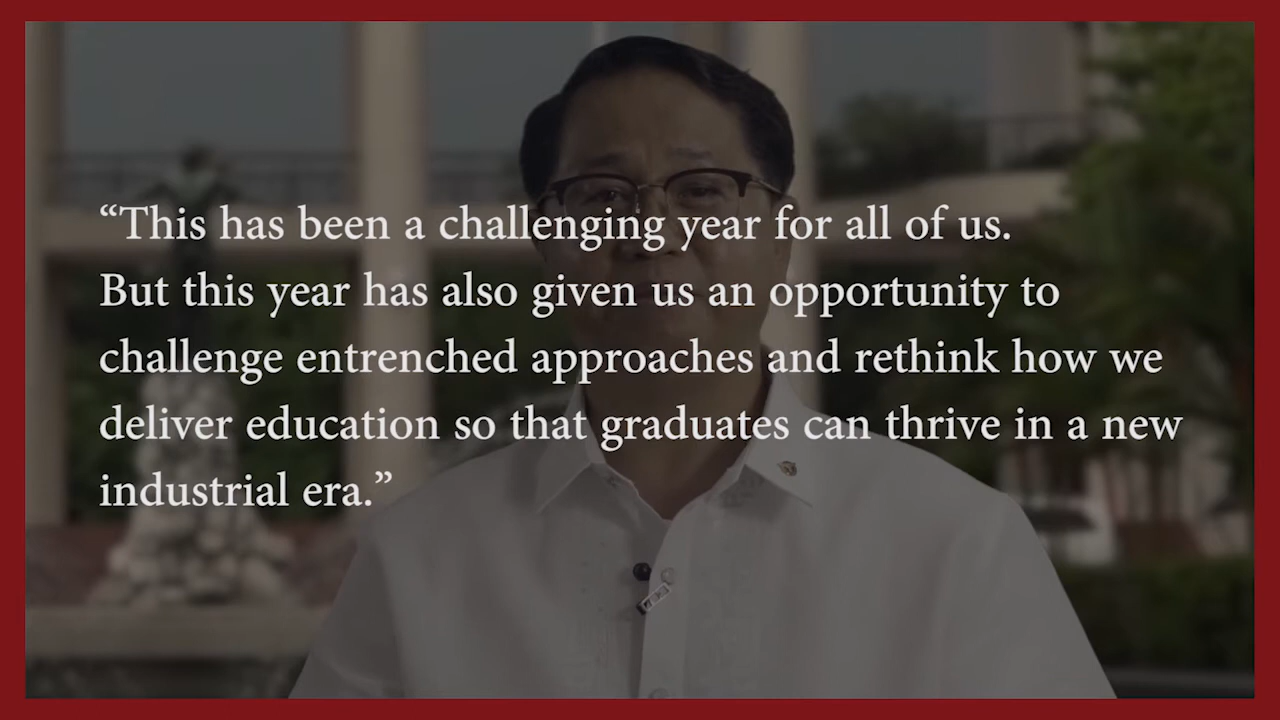 “This has been a challenging year for all of us.
But this year has also given us an opportunity to
challenge entrenched approaches and rethink how we
deliver education so that graduates can thrive in a new
industrial era.”